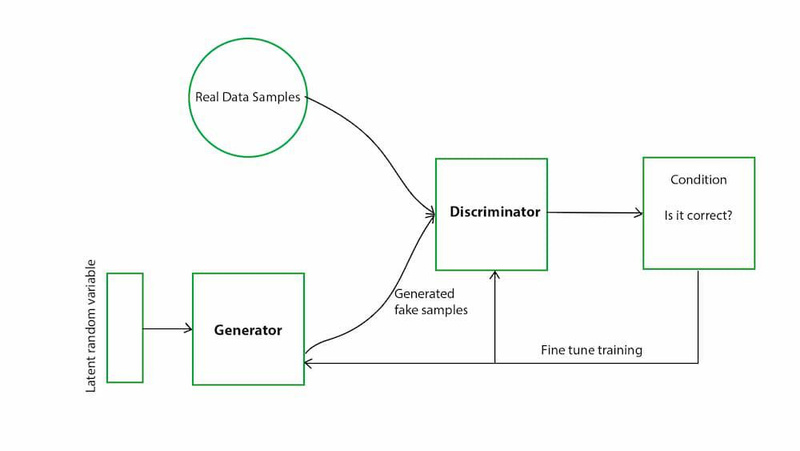 Real Data Samples
Discriminator
Condition
Is it correct?
Latent random variable
Generator
Generated
fake samples
Fine tune training